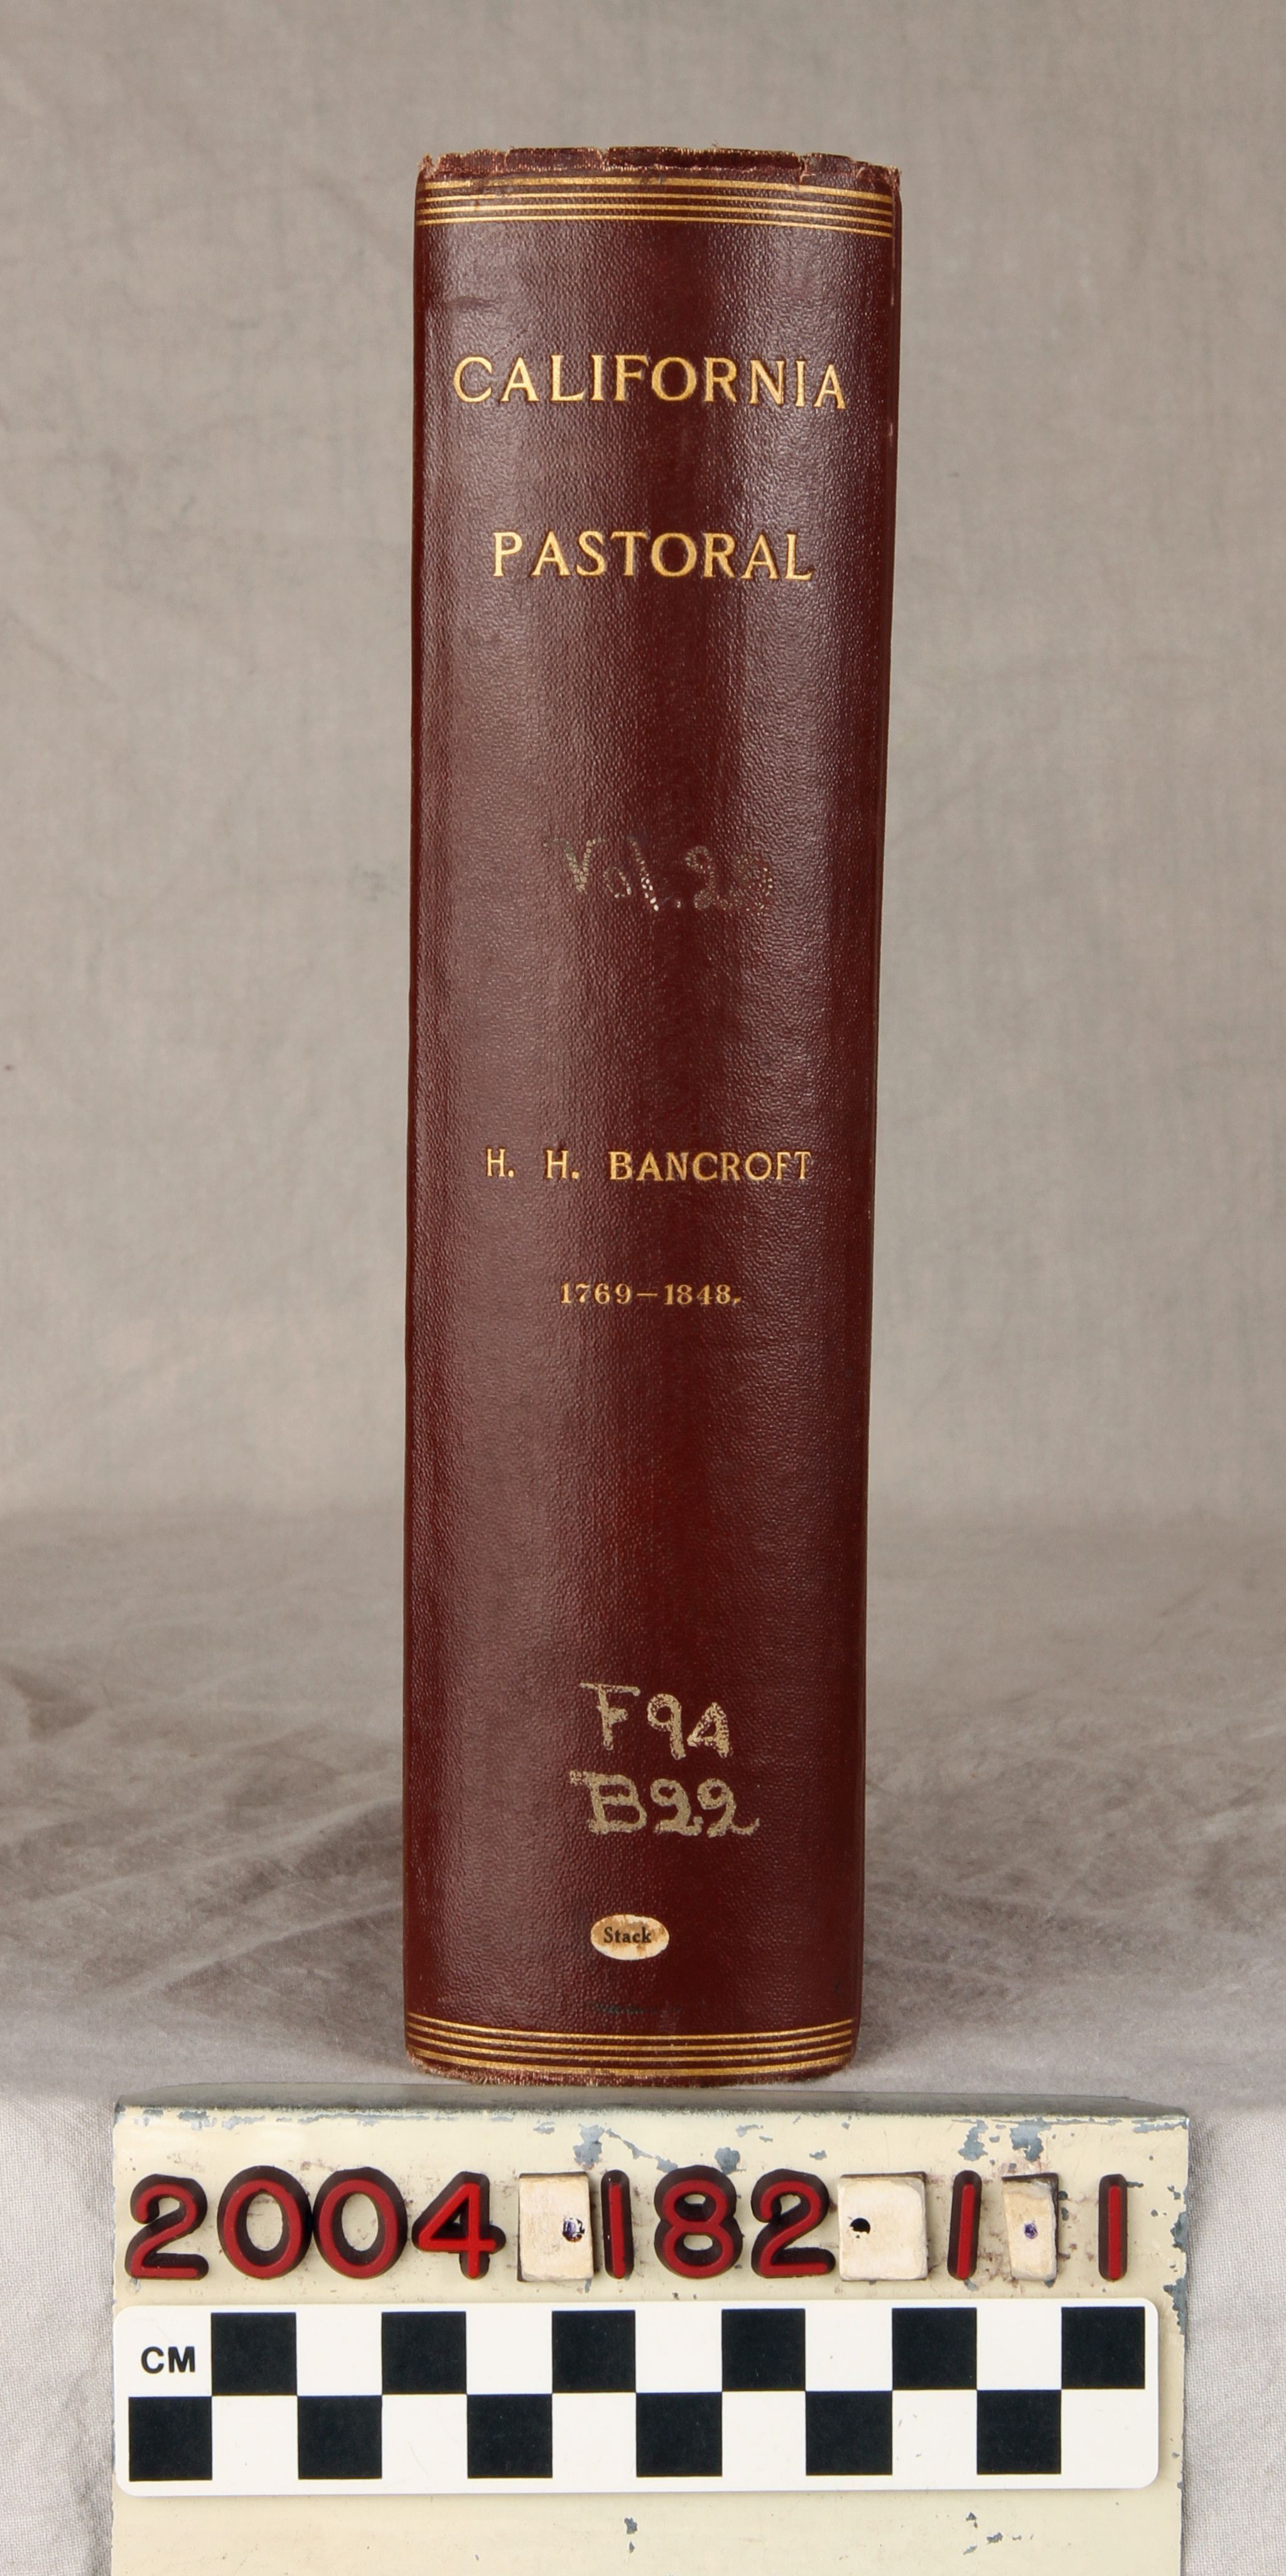 CALIFORNIA
PASTORAL
Vol. 23
H. H. BANCROFT
1769–1848.
F94
B22
Stack
2004 182 1 1
CM